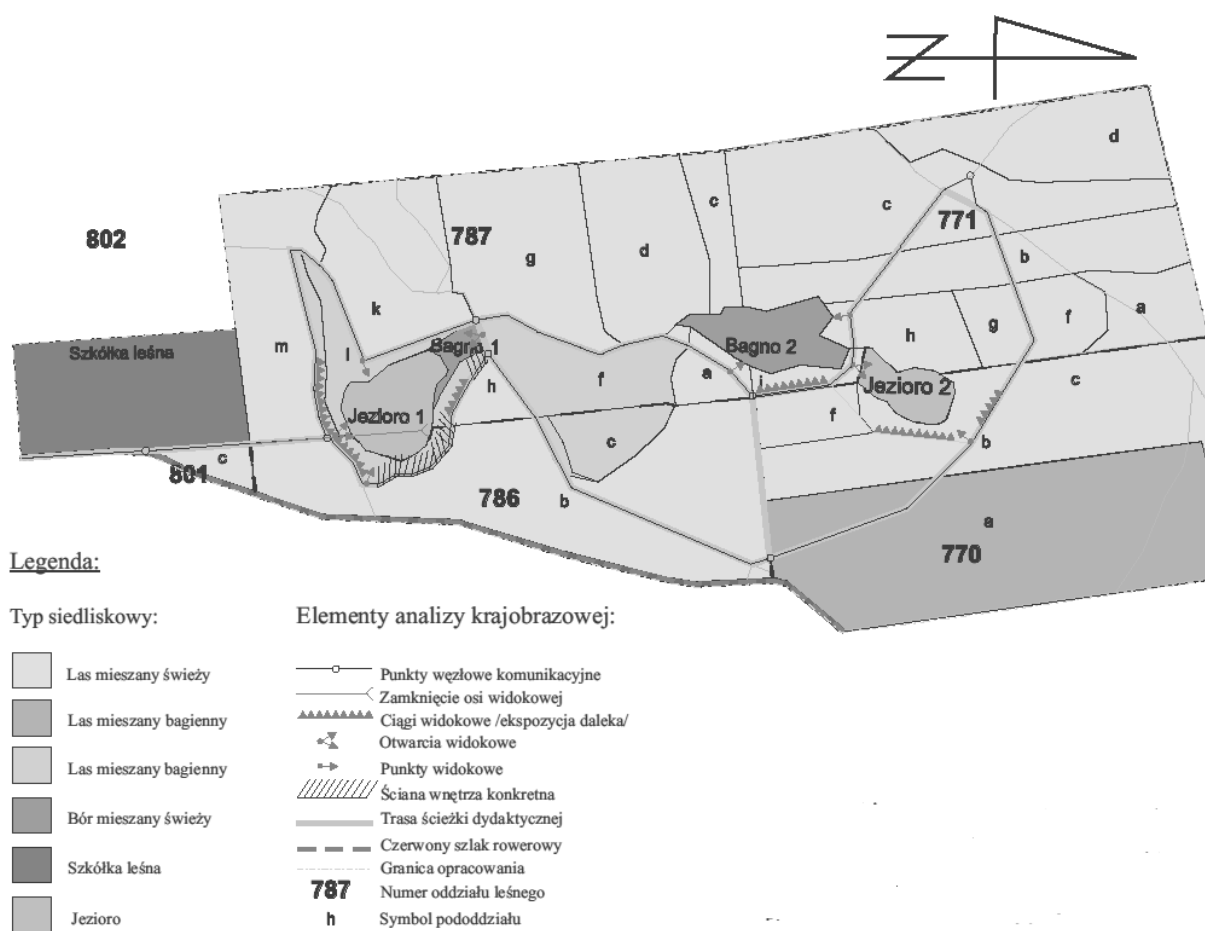 N
d
c
c
802
787
771
g
d
b
k
a
h
g
f
Szkółka leśna
m
l
Bagno 1
Bagno 2
h
f
a
i
Jezioro 2
c
Jezioro 1
f
c
b
c
801
786
b
a
770
Legenda:
Typ siedliskowy:
Las mieszany świeży
Las mieszany bagienny
Las mieszany bagienny
Bór mieszany świeży
Szkółka leśna
Jezioro
Elementy analizy krajobrazowej:
Punkty węzłowe komunikacyjne
Zamknięcie osi widokowej
Ciągi widokowe /ekspozycja daleka/
Otwarcia widokowe
Punkty widokowe
Ściana wnętrza konkretna
Trasa ścieżki dydaktycznej
Czerwony szlak rowerowy
Granica opracowania
787 Numer oddziału leśnego
h Symbol pododdziału